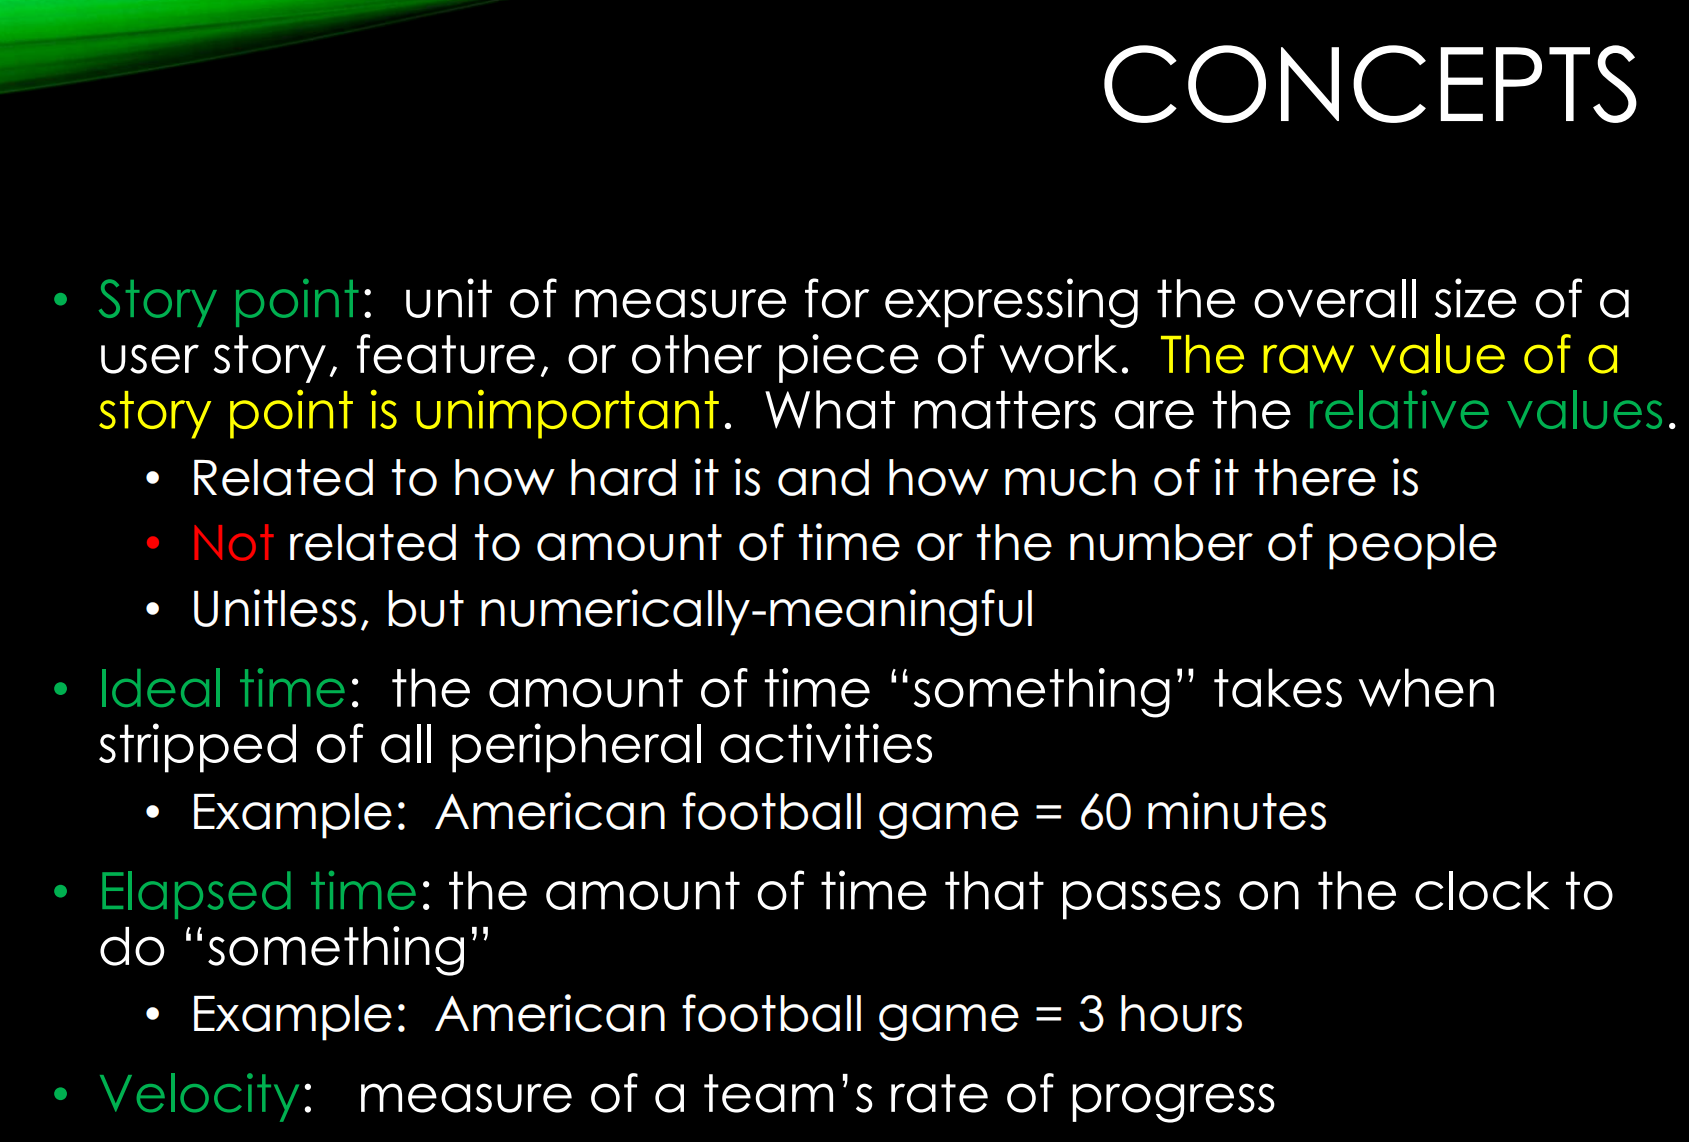 CONCEPTS
• Story point:  unit of measure for expressing the overall size of a
user story, feature, or other piece of work.  The raw value of a
story point is unimportant.  What matters are the relative values.
• Related to how hard it is and how much of it there is
• Not related to amount of time or the number of people
• Unitless, but numerically-meaningful
• Ideal time:  the amount of time “something” takes when
stripped of all peripheral activities
• Example:  American football game = 60 minutes
• Elapsed time: the amount of time that passes on the clock to
do “something”
• Example:  American football game = 3 hours
• Velocity:   measure of a team’s rate of progress